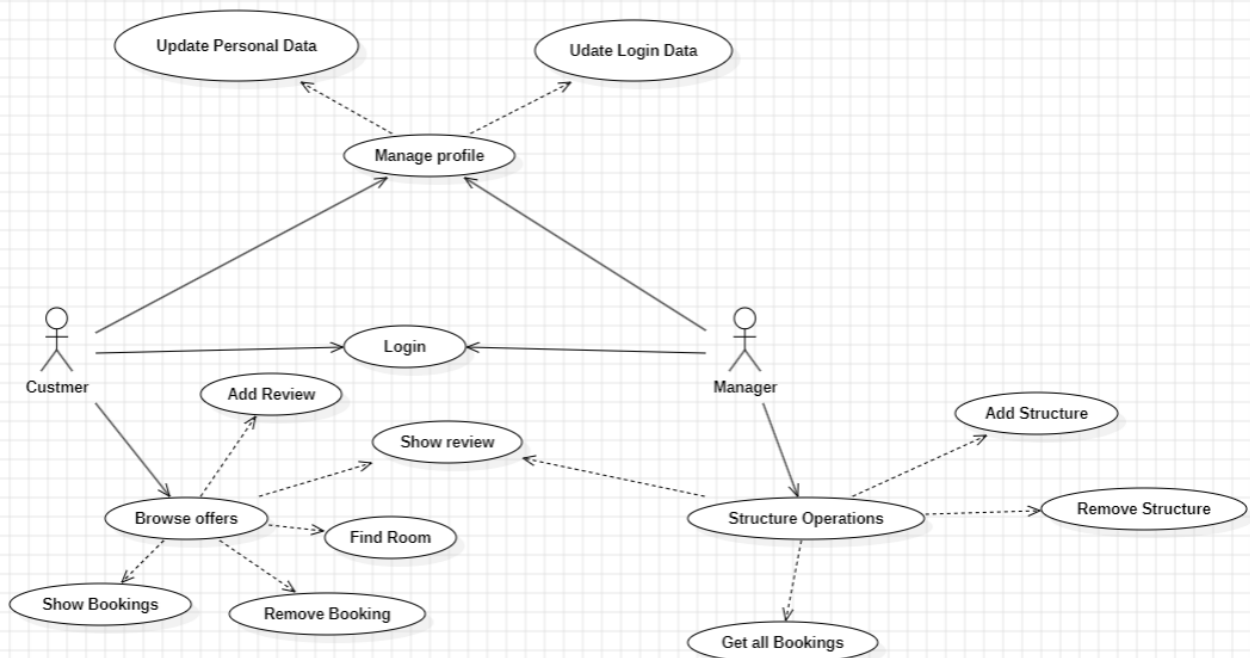 Update Personal Data
Udate Login Data
Manage profile
Login
Custmer
Manager
Add Review
Add Structure
Show review
Browse offers
Structure Operations
Remove Structure
Find Room
Show Bookings
Remove Booking
Get all Bookings